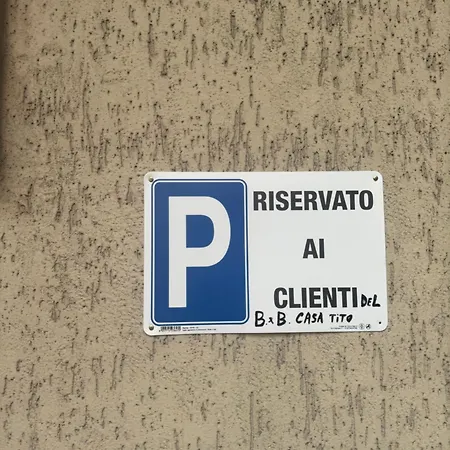 P
RISERVATO
AI
CLIENTI DEL
B&B. CASA TITO